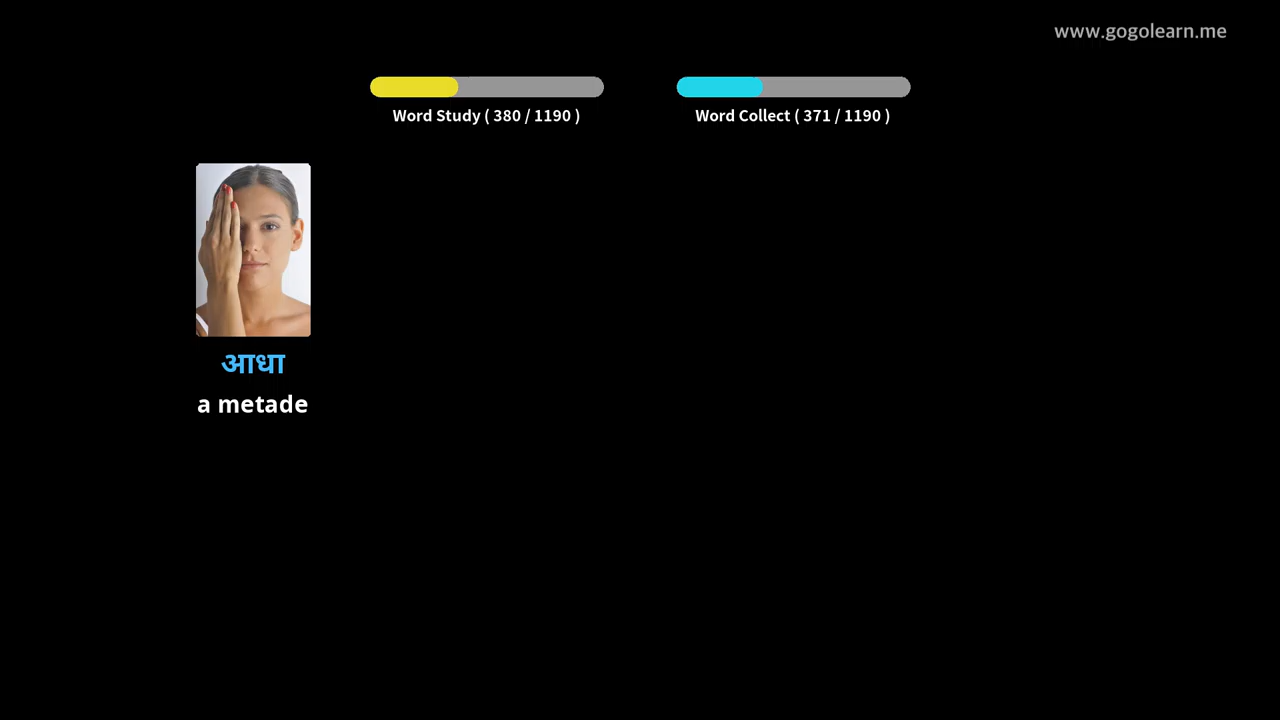 www.gogolearn.me
Word Study ( 380 / 1190 )
Word Collect ( 371 / 1190 )
आधा
a metade